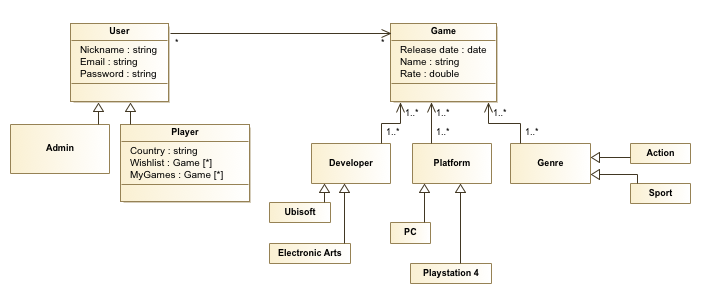 User
Nickname : string
Email : string
Password : string
*
*
Game
Release date : date
Name : string
Rate : double
Admin
Player
Country : string
Wishlist : Game [*]
MyGames : Game [*]
1..*
1..*
1..*
1..*
1..*
1..*
Developer
Platform
Genre
Action
Sport
Ubisoft
Electronic Arts
PC
Playstation 4